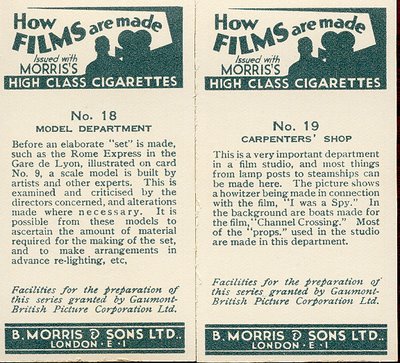 How
FILMS are made
Issued with
MORRIS'S
HIGH CLASS CIGARETTES
No. 18
MODEL DEPARTMENT
Before an elaborate "set" is made,
such as the Rome Express in the
Gare de Lyon, illustrated on card
No. 9, a scale model is built by
artists and other experts. This is
examined and criticised by the
directors concerned, and alterations
made where necessary. It is
possible from these models to
ascertain the amount of material
required for the making of the set,
and to make arrangements in
advance re-lighting, etc,
Facilities for the preparation of
this series granted by Gaumont-
British Picture Corporation Ltd.
B. MORRIS & SONS LTD.,
LONDON · E · 1
How
FILMS are made
Issued with
MORRIS'S
HIGH CLASS CIGARETTES
No. 19
CARPENTERS' SHOP
This is a very important department
in a film studio, and most things
from lamp posts to steamships can
be made here. The picture shows
a howitzer being made in connection
with the film, "I was a Spy." In
the background are boats made for
the film, "Channel Crossing." Most
of the "props." used in the studio
are made in this department.
Facilities for the preparation of
this series granted by Gaumont-
British Picture Corporation Ltd.
B. MORRIS & SONS LTD.,
LONDON · E · 1